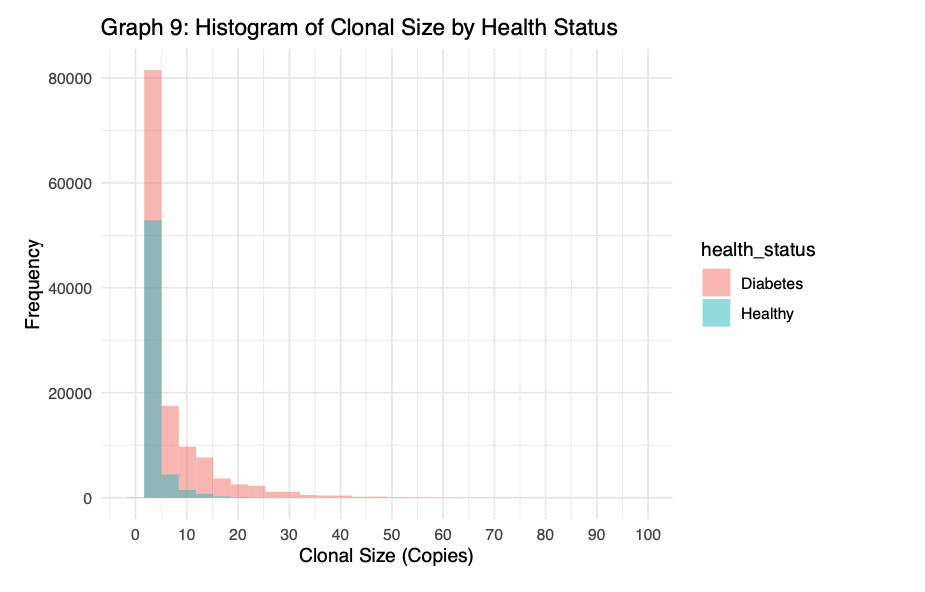 Graph 9: Histogram of Clonal Size by Health Status
80000
60000
40000
20000
0
Frequency
0 10 20 30 40 50 60 70 80 90 100
Clonal Size (Copies)
health_status
Diabetes
Healthy